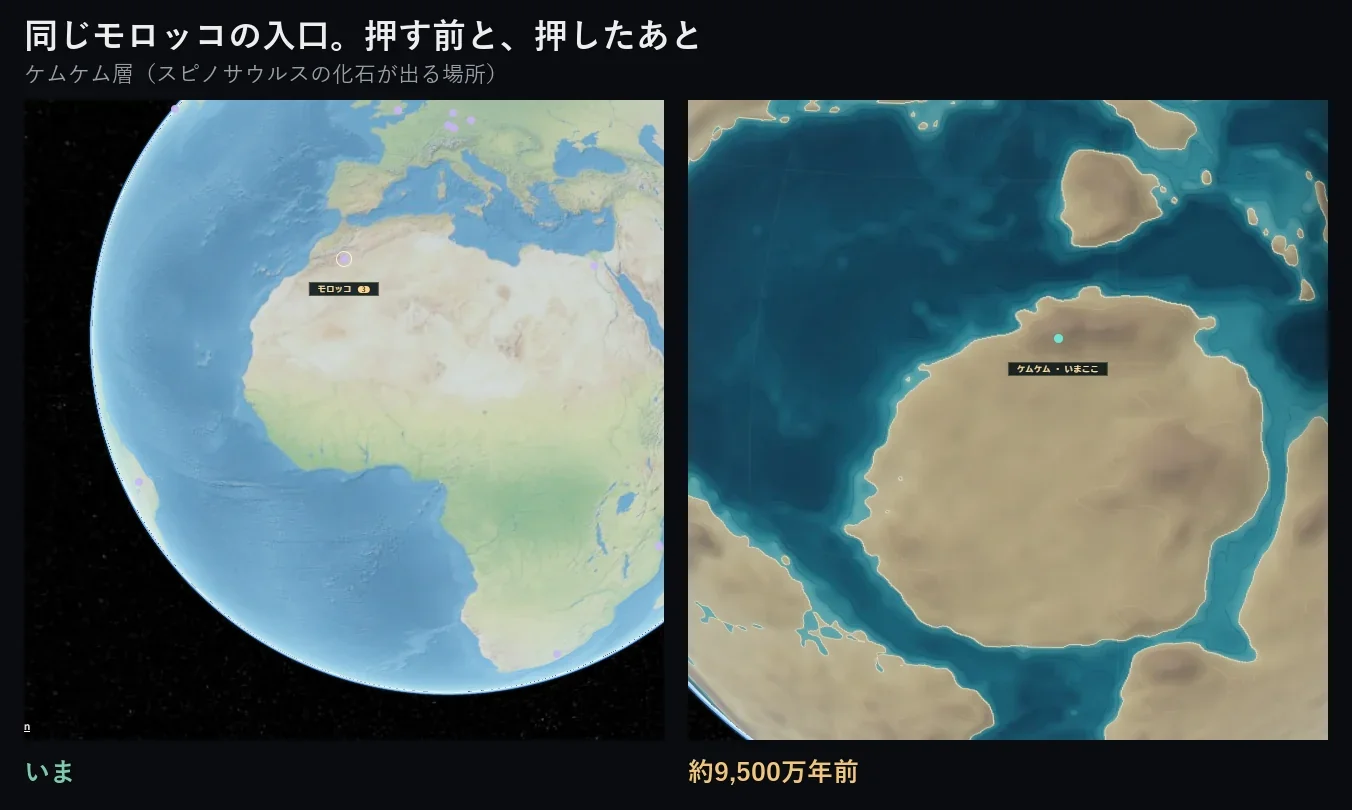 同じモロッコの入口。押す前と、押したあと
ケムケム層（スピノサウルスの化石が出る場所）
モロッコ 3
ケムケム ・ いまここ
n
いま
約9,500万年前